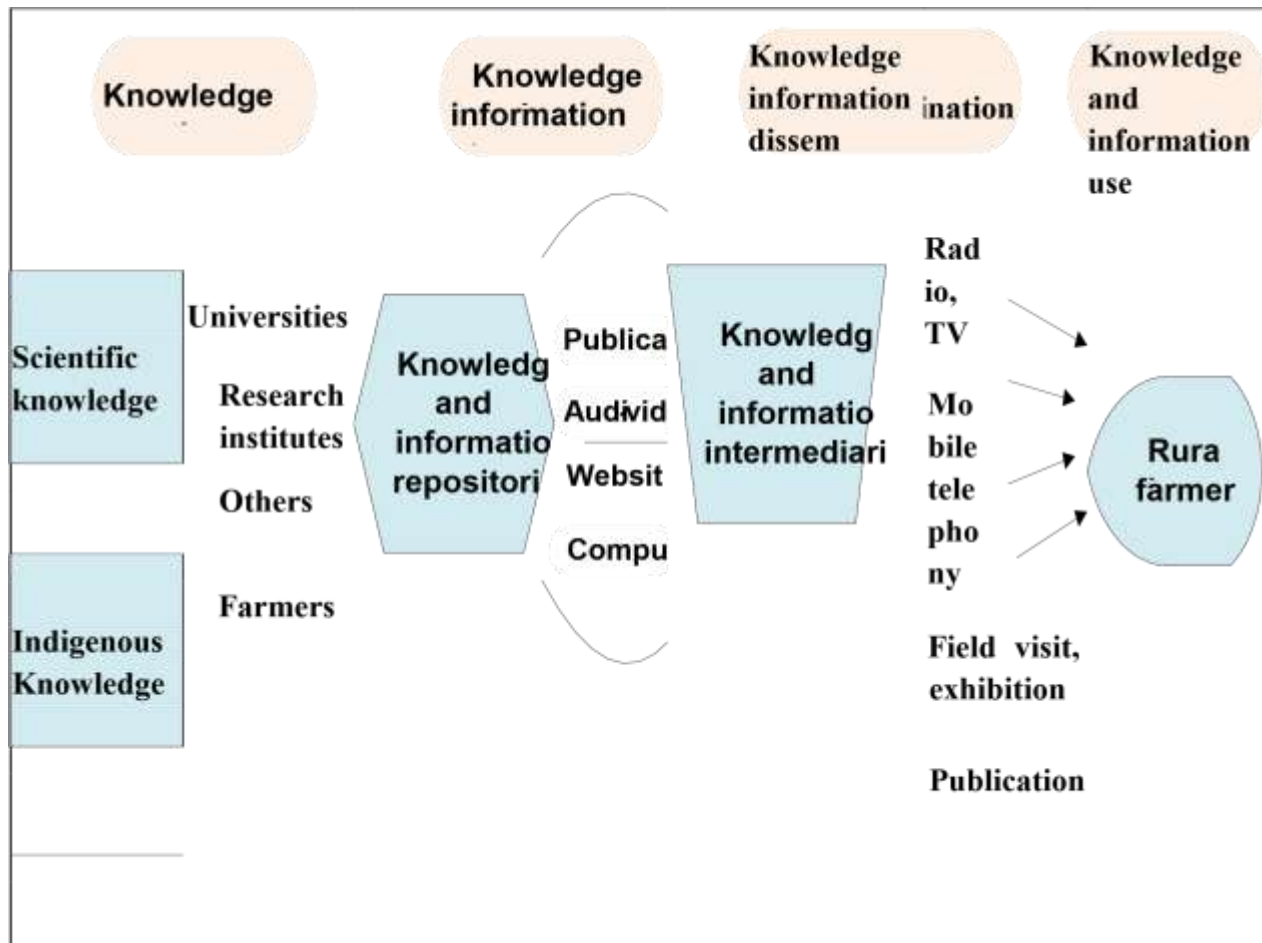 Knowledge
Knowledge
information
Knowledge
information
dissem
ination
Knowledge
and
information
use
Scientific
knowledge
Indigenous
Knowledge
Universities
Research
institutes
Others
Farmers
Knowledg
and
informatio
repositori
Publica
Websit
Compu
Knowledg
and
informatio
intermediari
Rad
io,
TV
Mo
bile
tele
pho
ny
Field visit,
exhibition
Publication
Rura
farmer